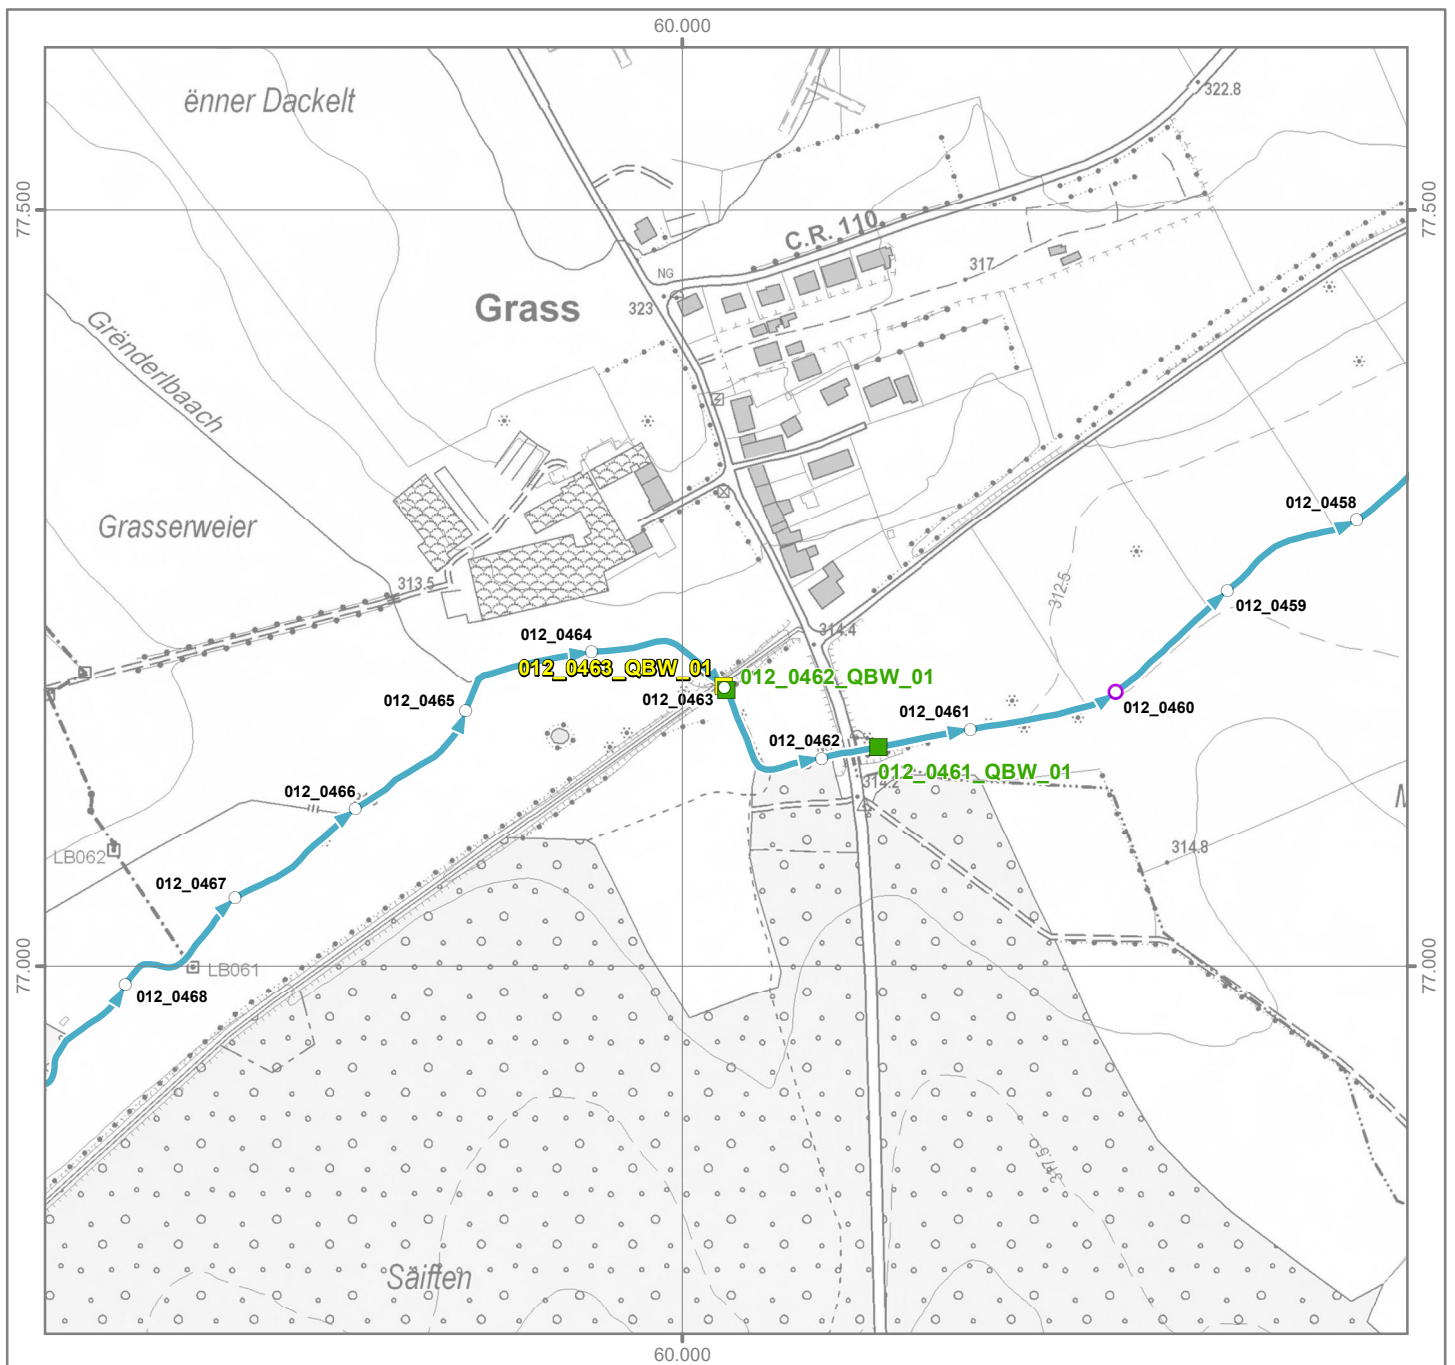 60.000
ënner Dackelt
322.8
77.500
77.500
C.R. 110
NG
317
Grass
323
Grënderlbaach
012_0458
Grasserweier
313.5
312.5
012_0459
314.4
012_0464
012_0463_QBW_01
012_0462_QBW_01
012_0463
012_0465
012_0461
012_0460
012_0462
012_0461_QBW_01
314.2
012_0466
M
314.8
LB062
012_0467
LB061
012_0468
77.000
77.000
317.5
Säiffen
60.000